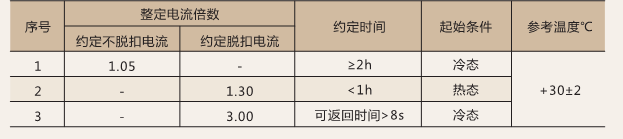 序号 整定电流倍数 约定时间 起始条件 参考温度℃
约定不脱扣电流 约定脱扣电流
1 1.05 - ≥2h 冷态 +30±2
2 - 1.30 <1h 热态
3 - 3.00 可返回时间>8s 冷态